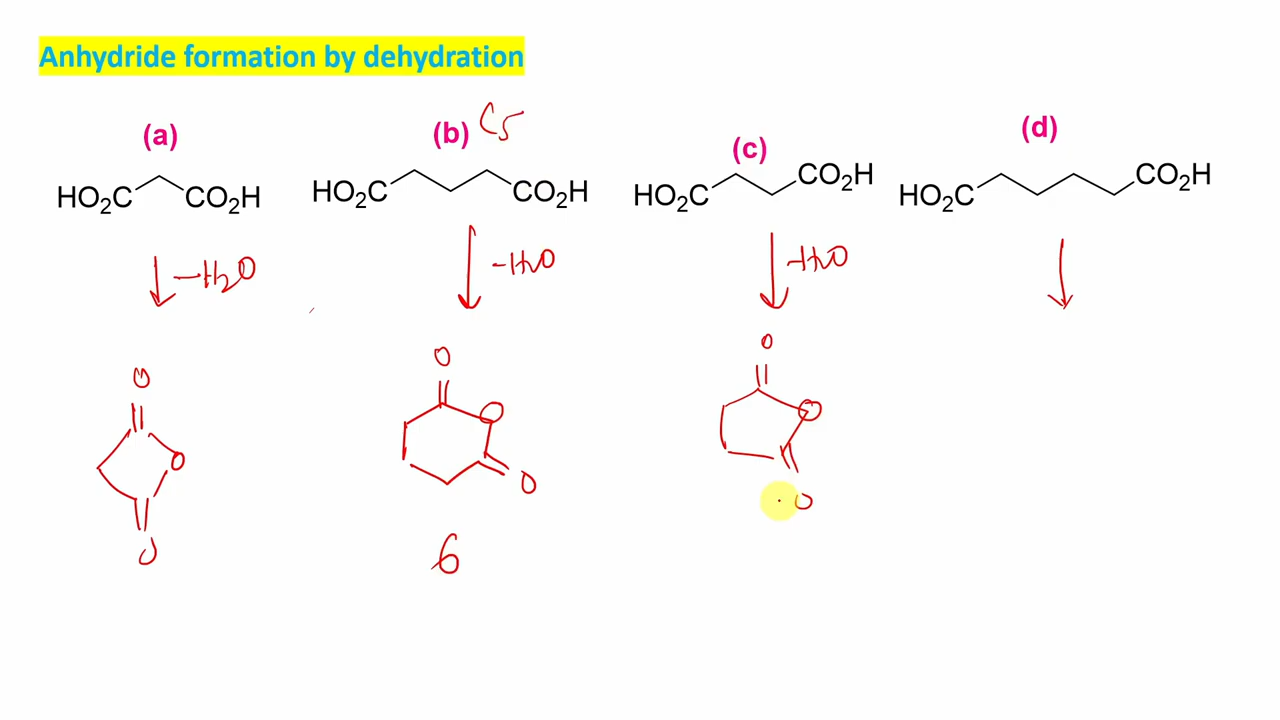 Anhydride formation by dehydration
(a)
(b) C5
(c)
(d)
HO2C CO2H
HO2C CO2H
HO2C CO2H
HO2C CO2H
-H2O
-H2O
-H2O
O
O
O
O
O
O
O
O
O
6